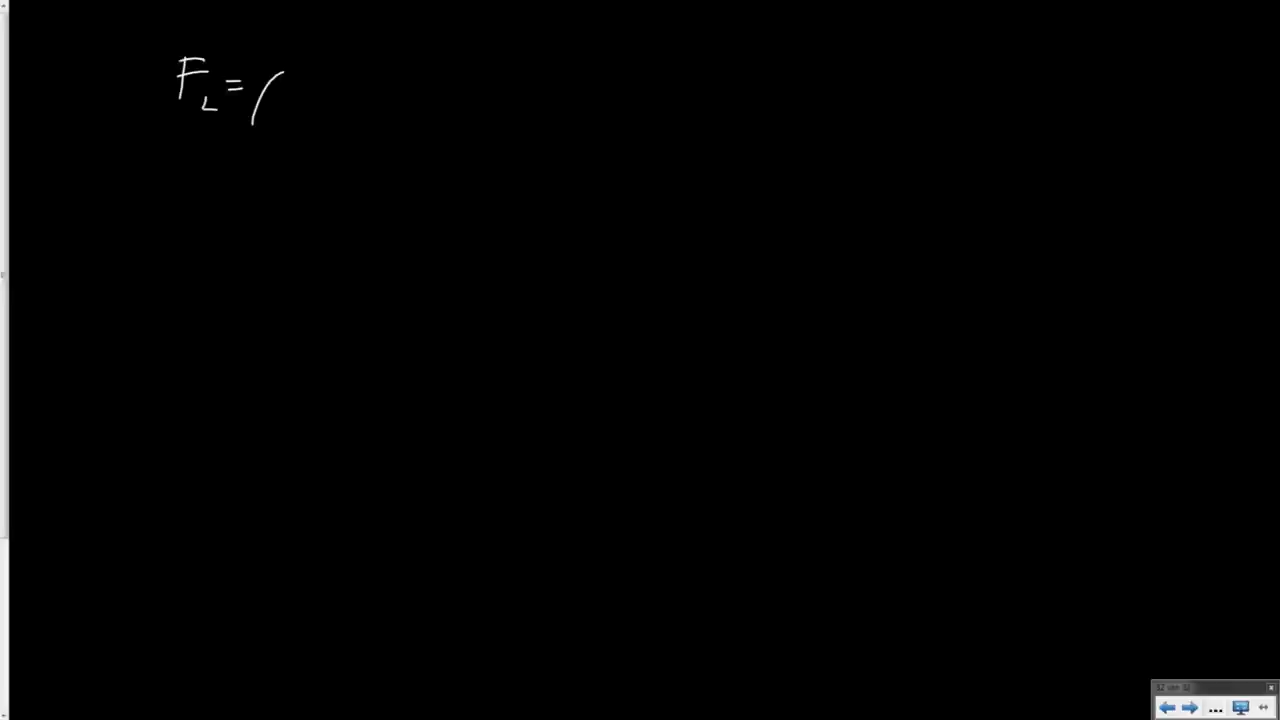 F_L = (